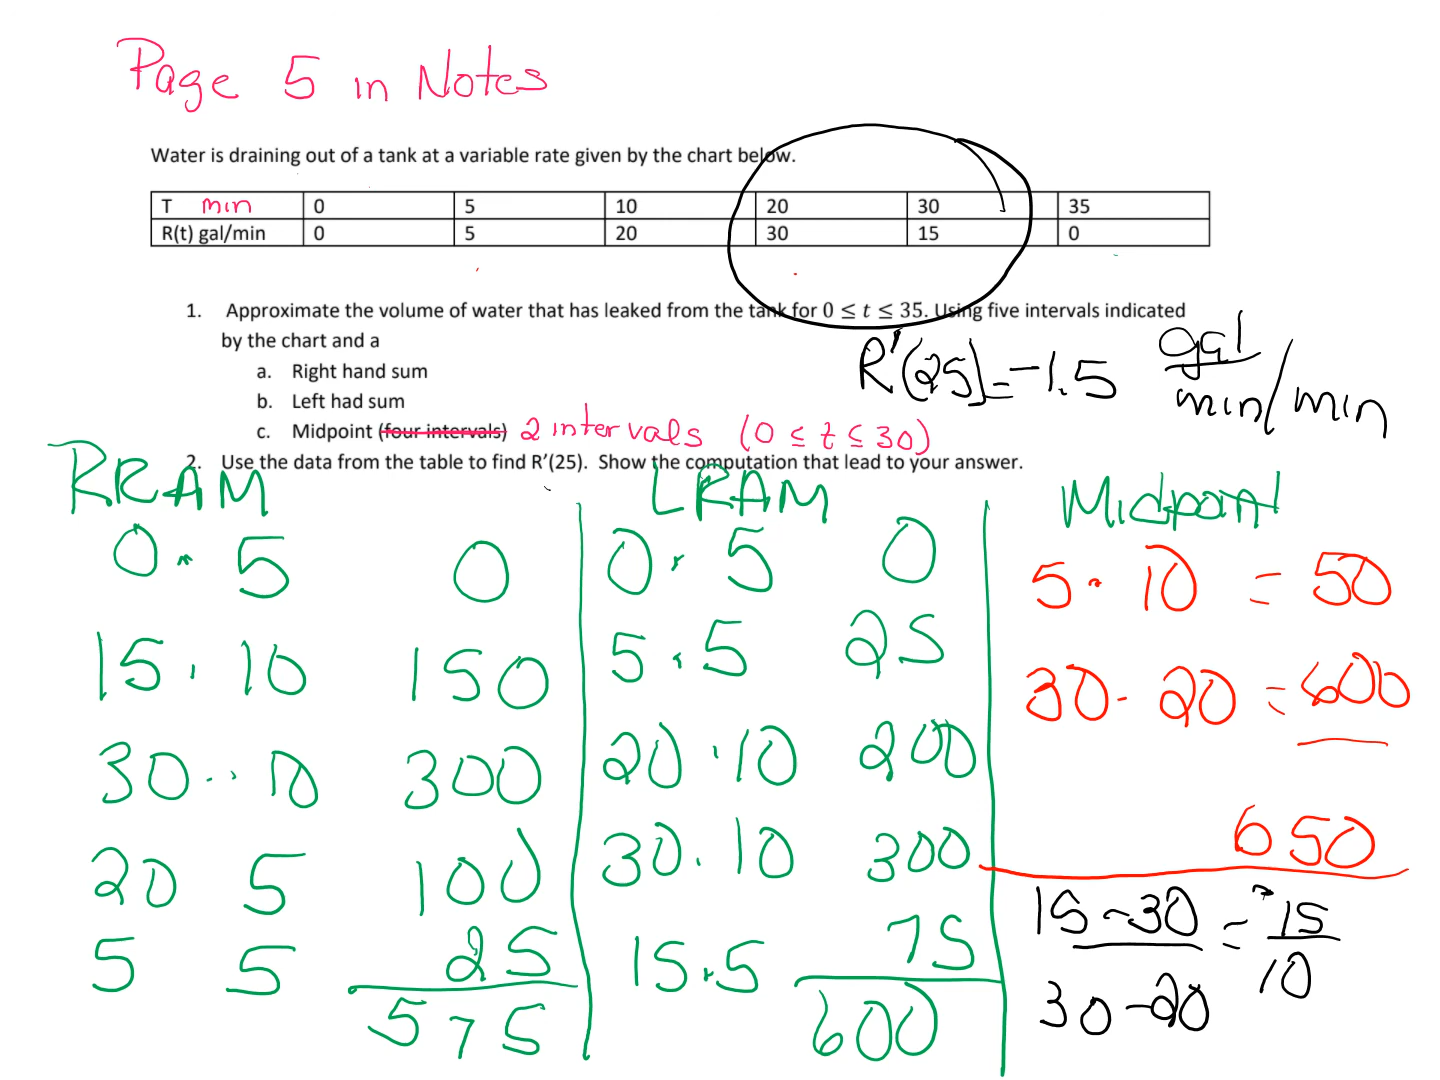 Page 5 in Notes
Water is draining out of a tank at a variable rate given by the chart below.
T min 0 5 10 20 30 35
R(t) gal/min 0 5 20 30 15 0
1. Approximate the volume of water that has leaked from the tank for 0 ≤ t ≤ 35. Using five intervals indicated
by the chart and a
a. Right hand sum
b. Left had sum
c. Midpoint (four intervals) 2 intervals (0 ≤ t ≤ 30)
R'(25) = -1.5 gal/min/min
2. Use the data from the table to find R'(25). Show the computation that lead to your answer.
RRAM
0 · 5 0
15 · 10 150
30 · · 10 300
20 5 100
5 5 25
575
LRAM
0 · 5 0
5 · 5 25
20 · 10 200
30 · 10 300
15 · 5 75
600
Midpoint
5 · 10 = 50
30 · 20 = 600
650
15 - 30 = -15
30 - 20 10